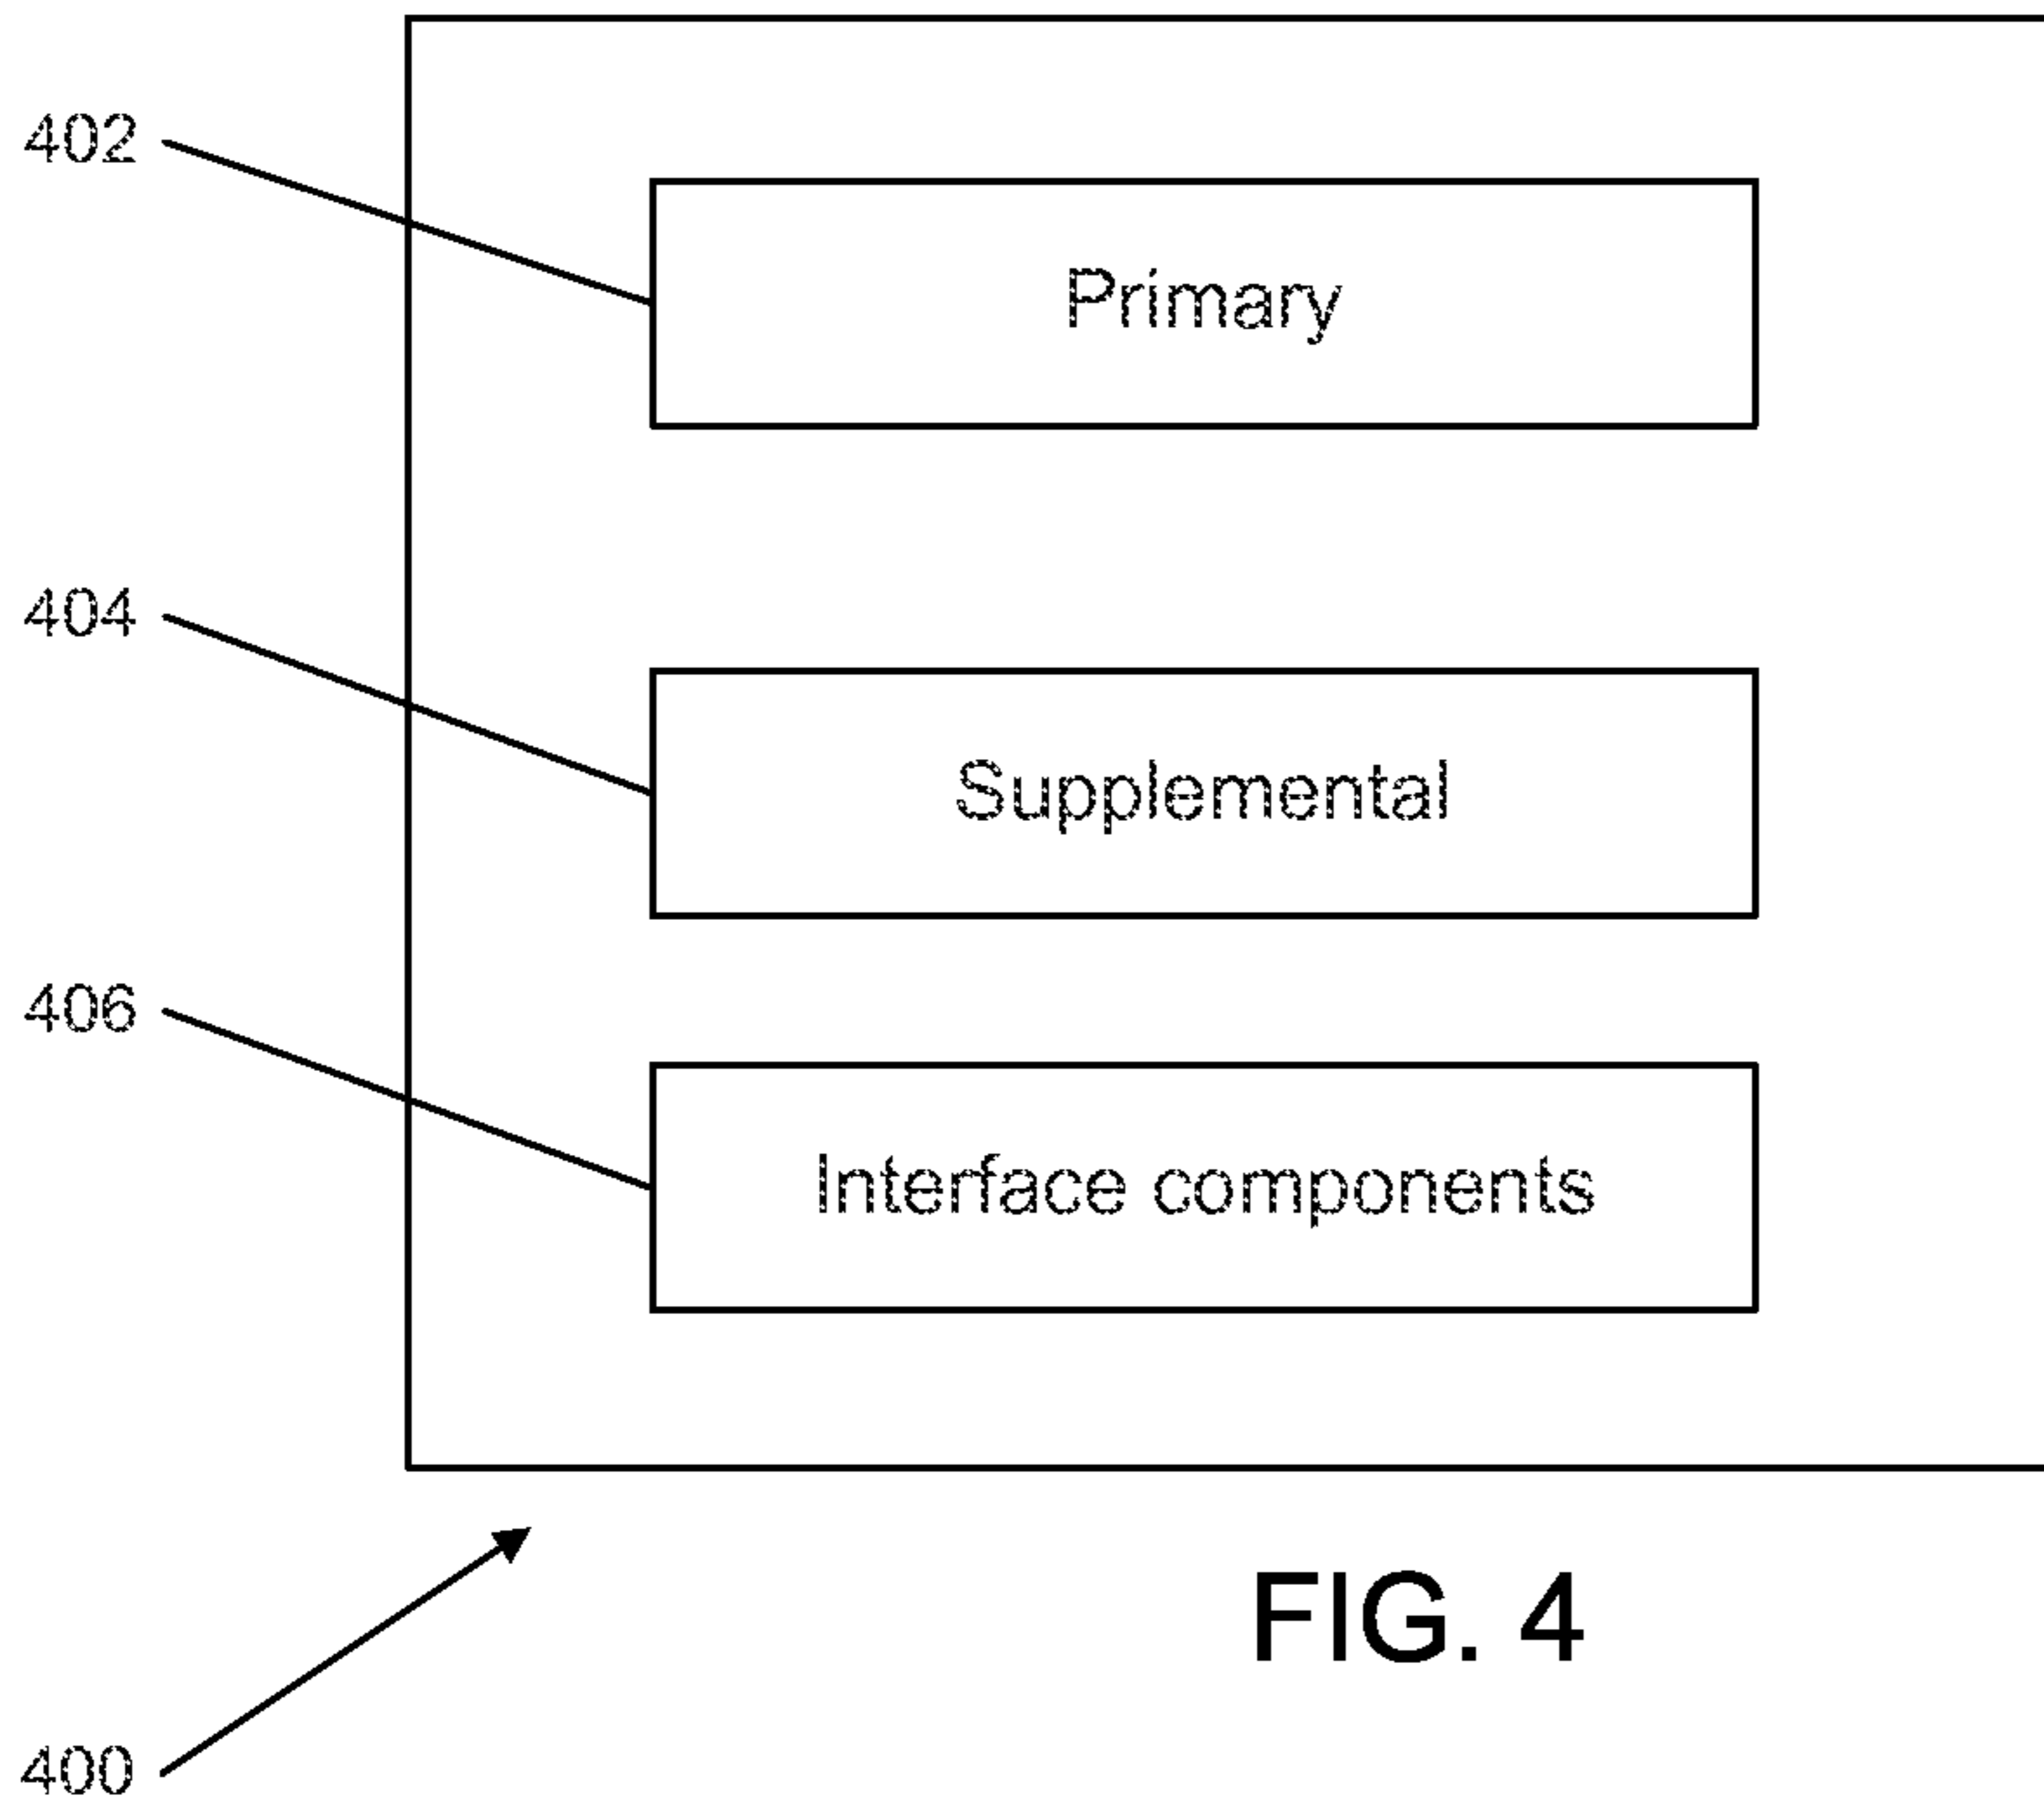 402
Primary
404
Supplemental
406
Interface components
FIG. 4
400